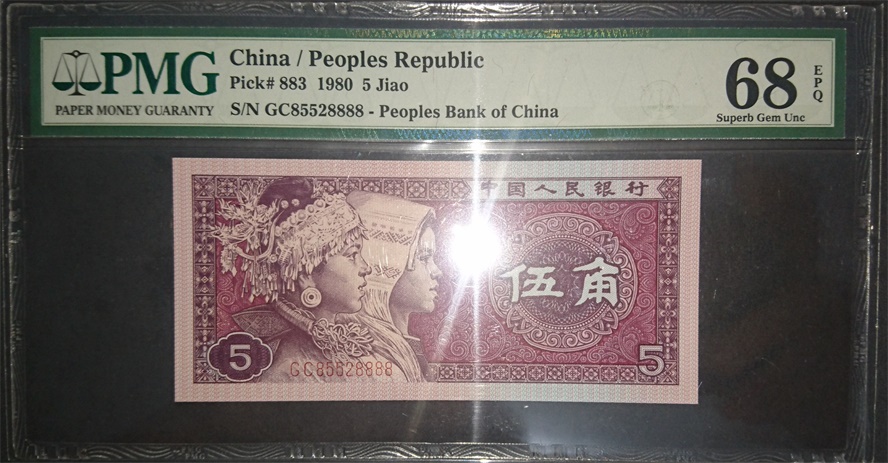 PMG
PAPER MONEY GUARANTY
China / Peoples Republic
Pick# 883 1980 5 Jiao
S/N GC85528888 - Peoples Bank of China
68
EPQ
Superb Gem Unc
中国人民银行
伍角
5
GC85528888
5